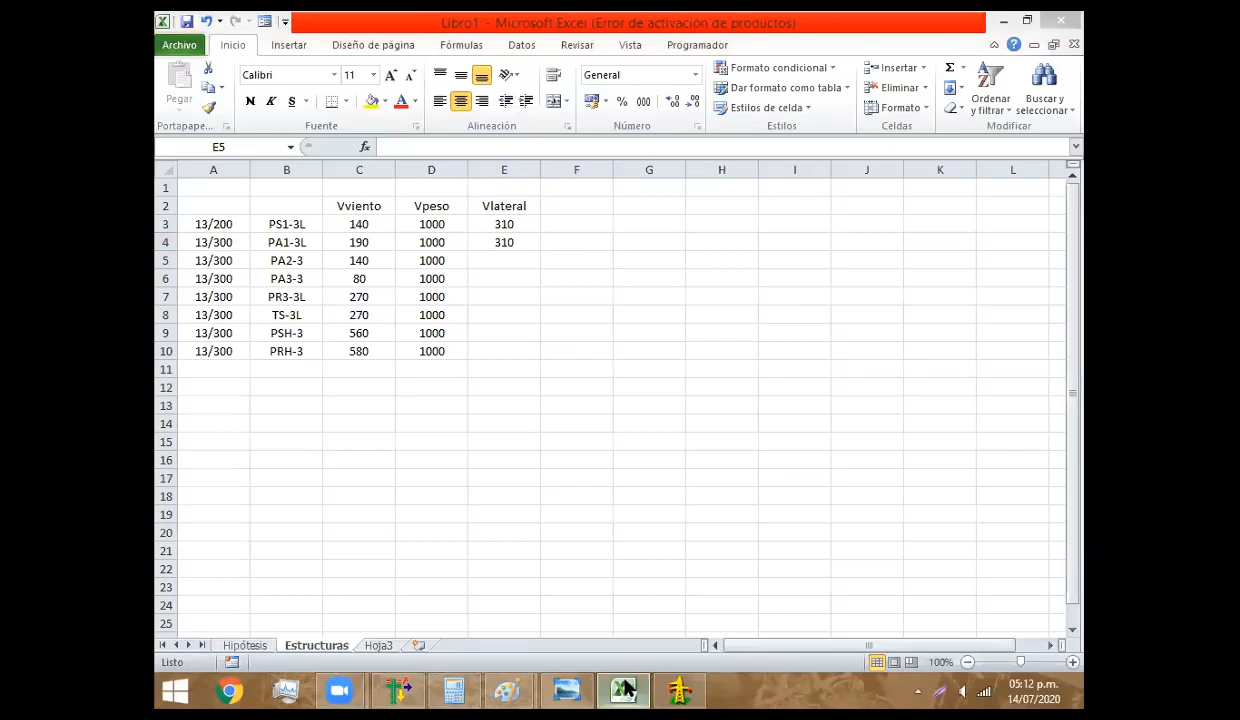 Libro1 - Microsoft Excel (Error de activación de productos)
Archivo Inicio Insertar Diseño de página Fórmulas Datos Revisar Vista Programador
Pegar
Calibri 11
N K S
General
% 000
Formato condicional
Dar formato como tabla
Estilos de celda
Insertar
Eliminar
Formato
Σ
Ordenar y filtrar
Buscar y seleccionar
Portapape... Fuente Alineación Número Estilos Celdas Modificar
E5 fx
A B C D E F G H I J K L
1
2 Vviento Vpeso Vlateral
3 13/200 PS1-3L 140 1000 310
4 13/300 PA1-3L 190 1000 310
5 13/300 PA2-3 140 1000
6 13/300 PA3-3 80 1000
7 13/300 PR3-3L 270 1000
8 13/300 TS-3L 270 1000
9 13/300 PSH-3 560 1000
10 13/300 PRH-3 580 1000
11
12
13
14
15
16
17
18
19
20
21
22
23
24
25
Hipótesis Estructuras Hoja3
Listo 100%
05:12 p.m.
14/07/2020